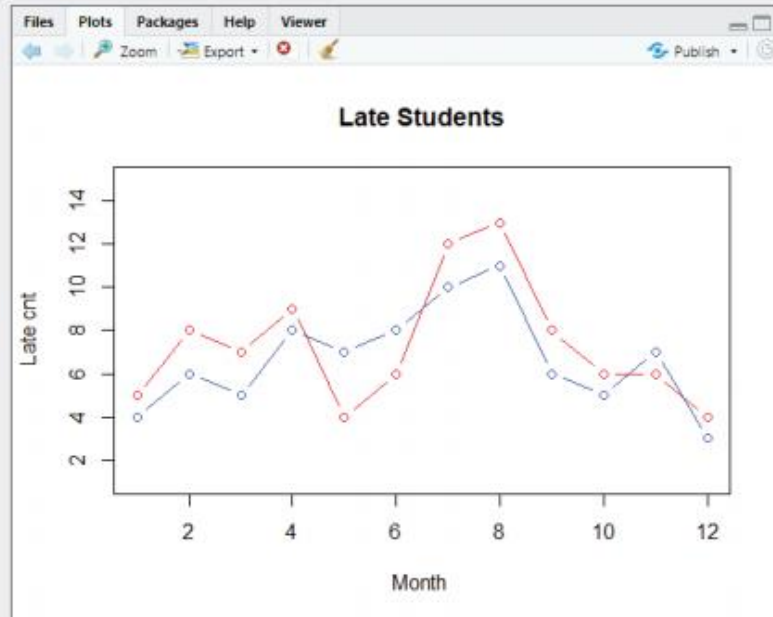 Files Plots Packages Help Viewer
Zoom Export Publish
Late Students
Late cnt
14
12
10
8
6
4
2
2 4 6 8 10 12
Month